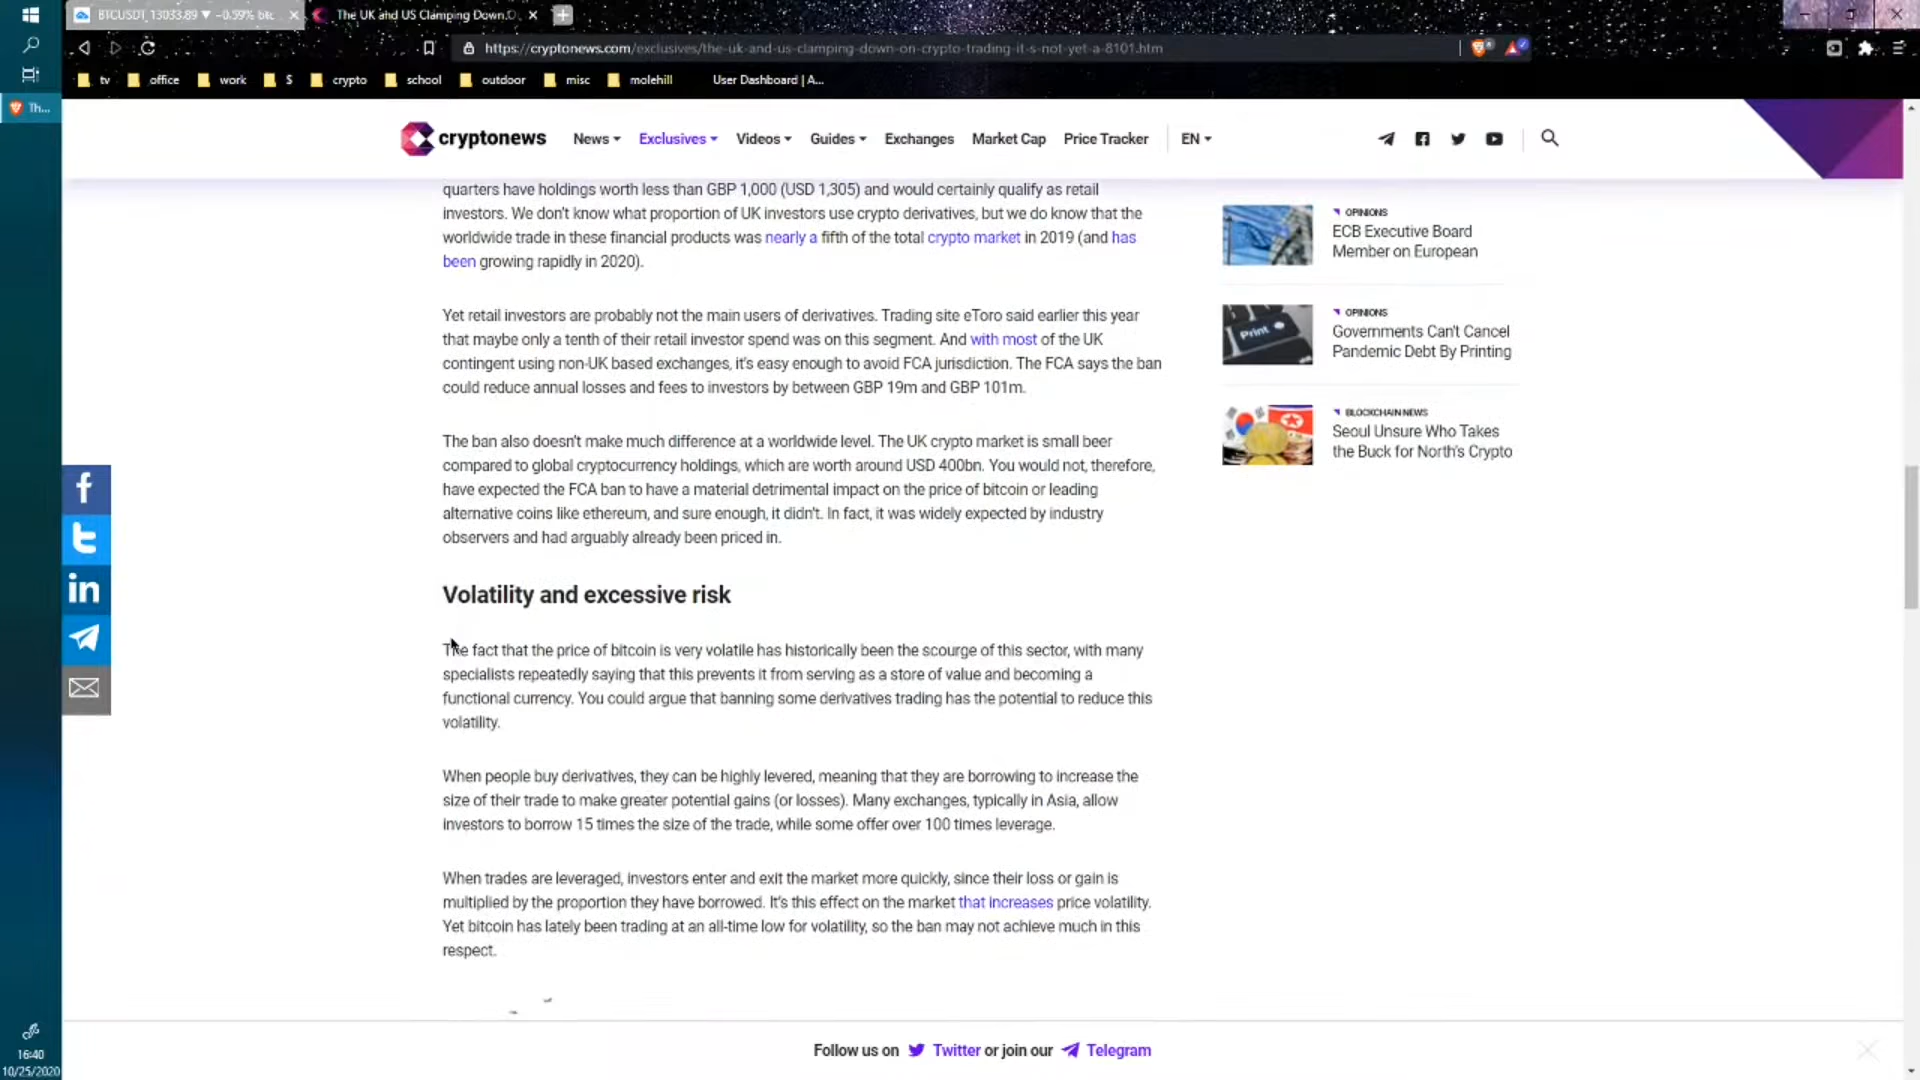 BTCUSDT 13033.89 ▼ −0.59% bitc
The UK and US Clamping Down O
https://cryptonews.com/exclusives/the-uk-and-us-clamping-down-on-crypto-trading-it-s-not-yet-a-8101.htm
tv office work $ crypto school outdoor misc molehill User Dashboard | A...
Th...
cryptonews News Exclusives Videos Guides Exchanges Market Cap Price Tracker EN
quarters have holdings worth less than GBP 1,000 (USD 1,305) and would certainly qualify as retail
investors. We don't know what proportion of UK investors use crypto derivatives, but we do know that the
worldwide trade in these financial products was nearly a fifth of the total crypto market in 2019 (and has
been growing rapidly in 2020).
Yet retail investors are probably not the main users of derivatives. Trading site eToro said earlier this year
that maybe only a tenth of their retail investor spend was on this segment. And with most of the UK
contingent using non-UK based exchanges, it's easy enough to avoid FCA jurisdiction. The FCA says the ban
could reduce annual losses and fees to investors by between GBP 19m and GBP 101m.
The ban also doesn't make much difference at a worldwide level. The UK crypto market is small beer
compared to global cryptocurrency holdings, which are worth around USD 400bn. You would not, therefore,
have expected the FCA ban to have a material detrimental impact on the price of bitcoin or leading
alternative coins like ethereum, and sure enough, it didn't. In fact, it was widely expected by industry
observers and had arguably already been priced in.
Volatility and excessive risk
The fact that the price of bitcoin is very volatile has historically been the scourge of this sector, with many
specialists repeatedly saying that this prevents it from serving as a store of value and becoming a
functional currency. You could argue that banning some derivatives trading has the potential to reduce this
volatility.
When people buy derivatives, they can be highly levered, meaning that they are borrowing to increase the
size of their trade to make greater potential gains (or losses). Many exchanges, typically in Asia, allow
investors to borrow 15 times the size of the trade, while some offer over 100 times leverage.
When trades are leveraged, investors enter and exit the market more quickly, since their loss or gain is
multiplied by the proportion they have borrowed. It's this effect on the market that increases price volatility.
Yet bitcoin has lately been trading at an all-time low for volatility, so the ban may not achieve much in this
respect.
OPINIONS
ECB Executive Board
Member on European
Print
OPINIONS
Governments Can't Cancel
Pandemic Debt By Printing
BLOCKCHAIN NEWS
Seoul Unsure Who Takes
the Buck for North's Crypto
Follow us on Twitter or join our Telegram
16:40
10/25/2020